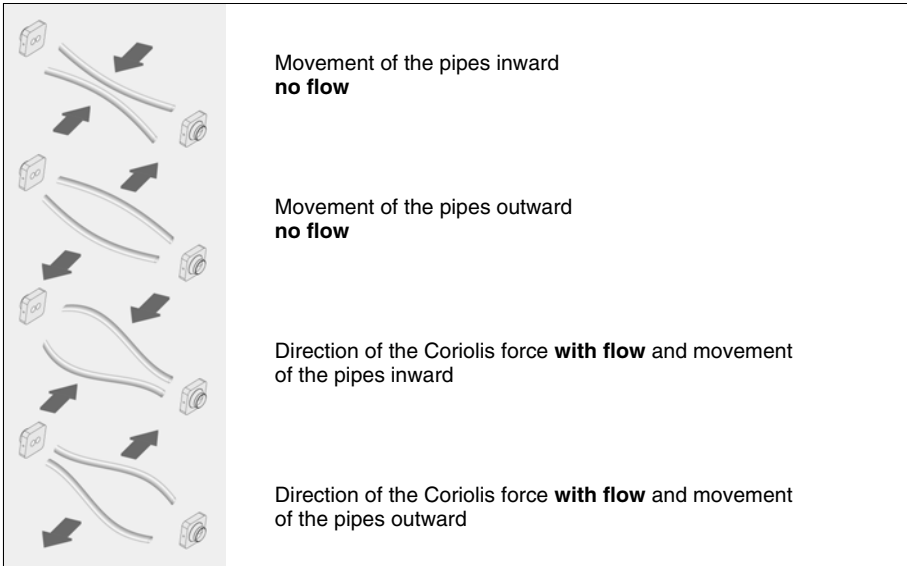 Movement of the pipes inward
no flow
Movement of the pipes outward
no flow
Direction of the Coriolis force with flow and movement
of the pipes inward
Direction of the Coriolis force with flow and movement
of the pipes outward